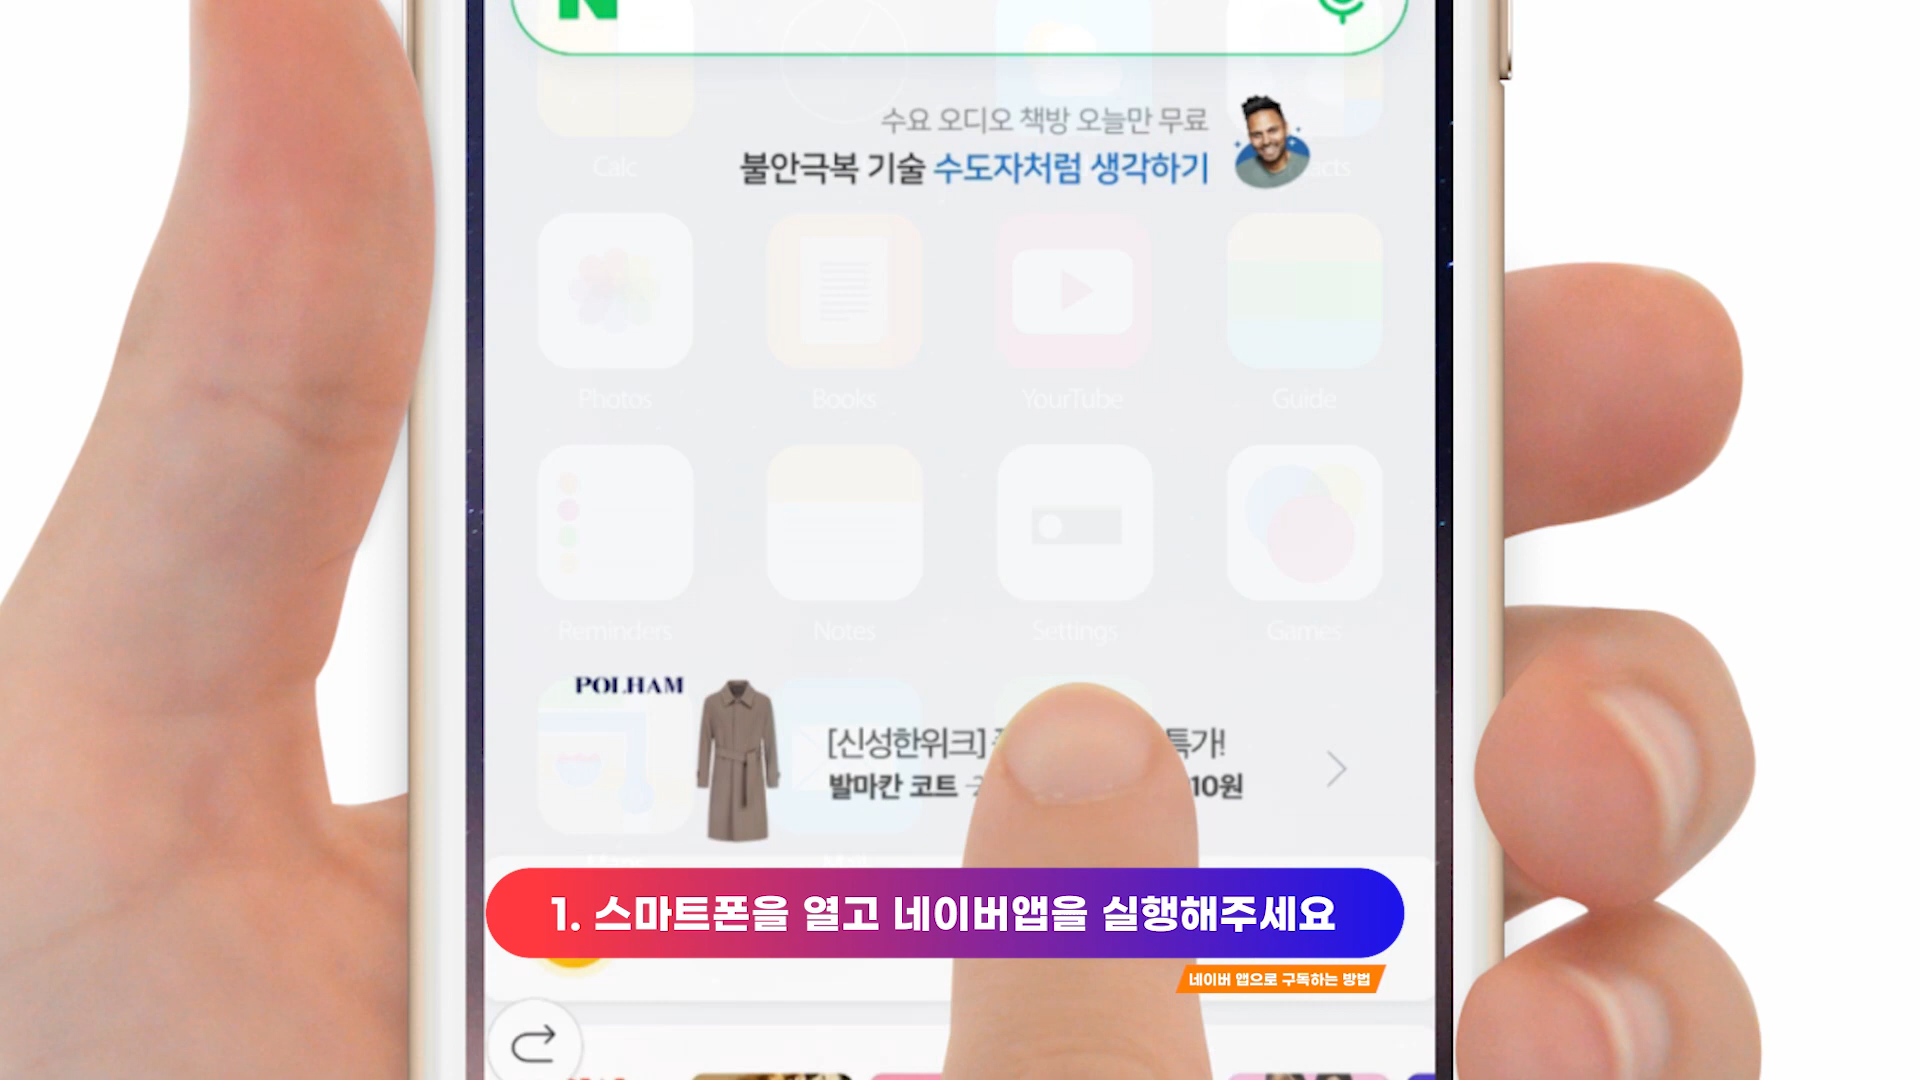 N
수요 오디오 책방 오늘만 무료
불안극복 기술 수도자처럼 생각하기
Calc
Photos Books YourTube Guide
Reminders Notes Settings Games
POLHAM
[신성한위크] 특가!
발마칸 코트 10원
Maps Mail
1. 스마트폰을 열고 네이버앱을 실행해주세요
네이버 앱으로 구독하는 방법